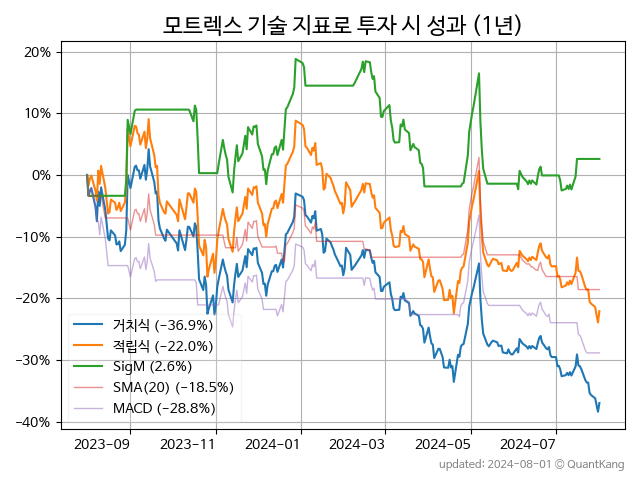 모트렉스 기술 지표로 투자 시 성과 (1년)
20%
10%
0%
−10%
−20%
−30%
−40%
거치식 (−36.9%)
적립식 (−22.0%)
SigM (2.6%)
SMA(20) (−18.5%)
MACD (−28.8%)
2023-09 2023-11 2024-01 2024-03 2024-05 2024-07
updated: 2024-08-01 © QuantKang